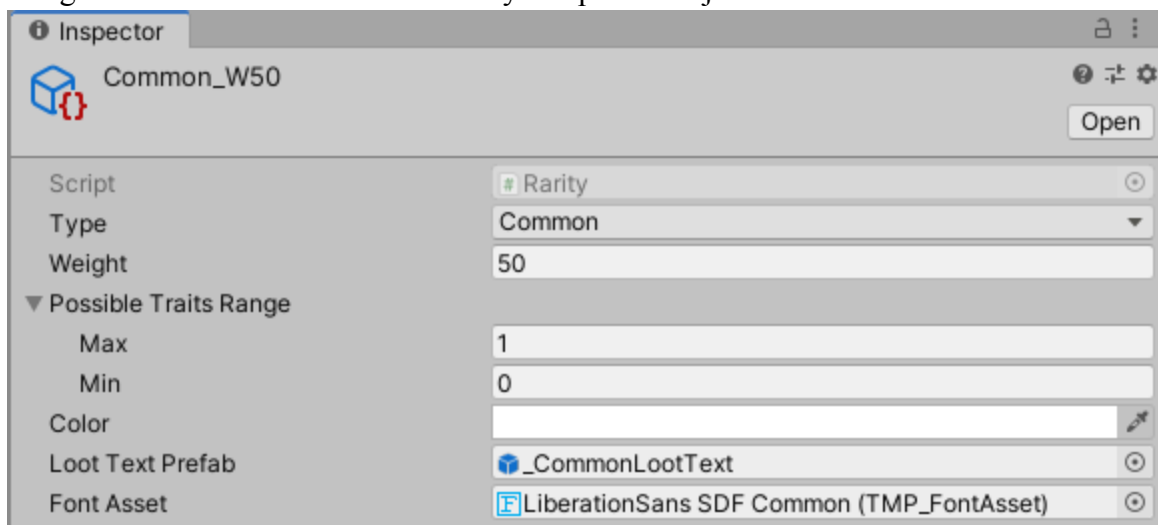 Inspector
Common_W50
Open
Script # Rarity
Type Common
Weight 50
Possible Traits Range
Max 1
Min 0
Color
Loot Text Prefab _CommonLootText
Font Asset F LiberationSans SDF Common (TMP_FontAsset)